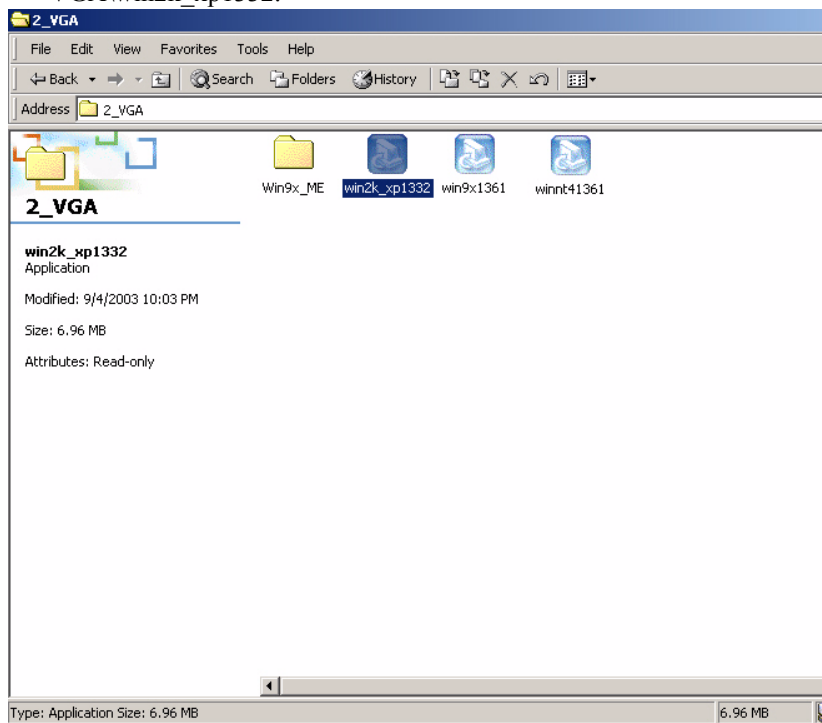 VGA\win2k_xp1332.
2_VGA
File Edit View Favorites Tools Help
Back Search Folders History
Address 2_VGA
Win9x_ME win2k_xp1332 win9x1361 winnt41361
2_VGA
win2k_xp1332
Application
Modified: 9/4/2003 10:03 PM
Size: 6.96 MB
Attributes: Read-only
Type: Application Size: 6.96 MB 6.96 MB